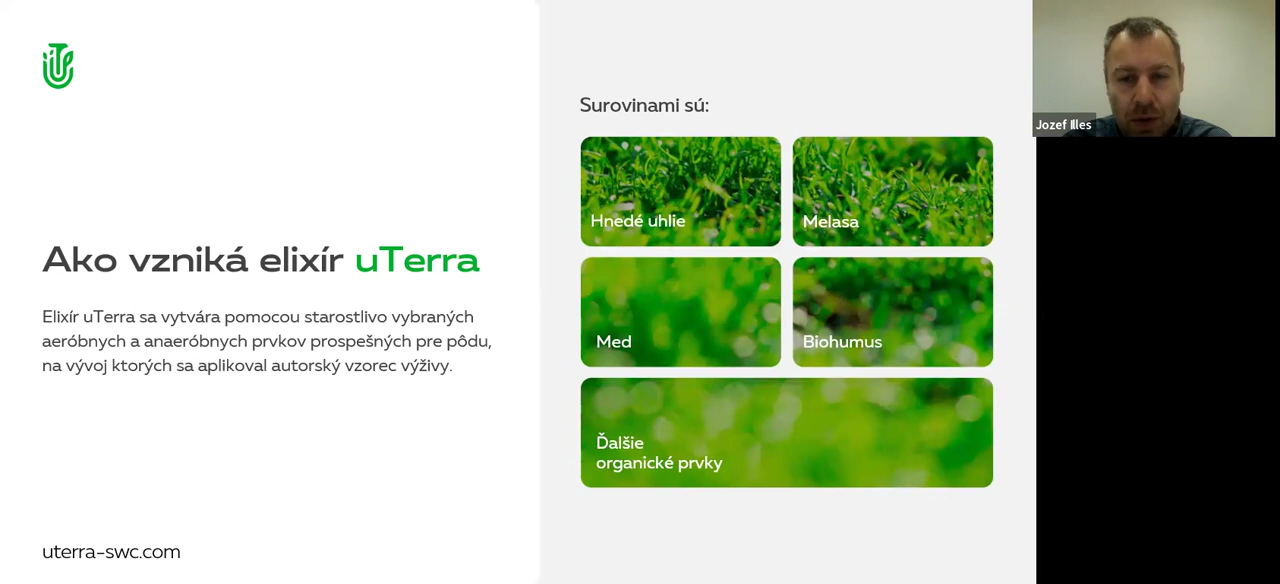 Ako vzniká elixír uTerra
Elixír uTerra sa vytvára pomocou starostlivo vybraných
aeróbnych a anaeróbnych prvkov prospešných pre pôdu,
na vývoj ktorých sa aplikoval autorský vzorec výživy.
uterra-swc.com
Surovinami sú:
Hnedé uhlie
Melasa
Med
Biohumus
Ďalšie
organické prvky
Jozef Illes